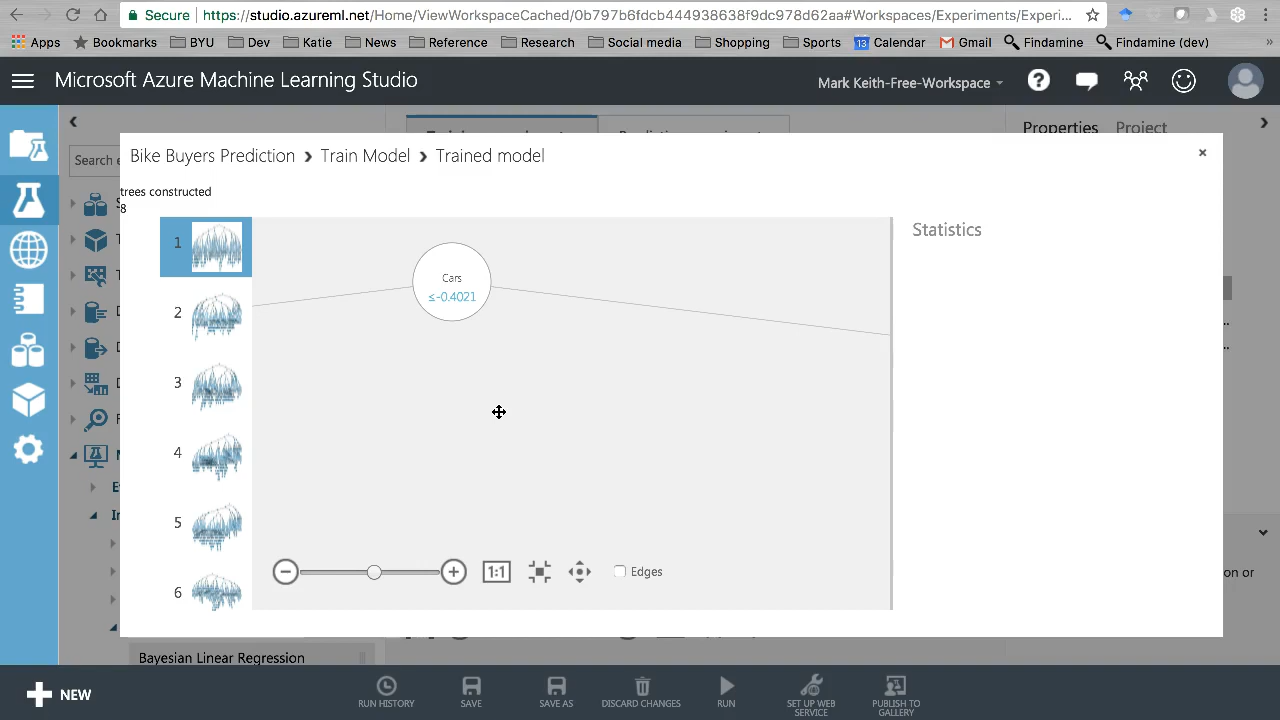 Secure https://studio.azureml.net/Home/ViewWorkspaceCached/0b797b6fdcb444938638f9dc978d62aa#Workspaces/Experiments/Experi...
Apps Bookmarks BYU Dev Katie News Reference Research Social media Shopping Sports 13 Calendar Gmail Findamine Findamine (dev) »
Microsoft Azure Machine Learning Studio
Mark Keith-Free-Workspace
Properties Project
Search e
Bike Buyers Prediction › Train Model › Trained model
trees constructed
8
Statistics
1
Cars
≤-0.4021
2
3
4
5
6
1:1 Edges
on or
Bayesian Linear Regression
NEW
RUN HISTORY
SAVE
SAVE AS
DISCARD CHANGES
RUN
SET UP WEB
SERVICE
PUBLISH TO
GALLERY